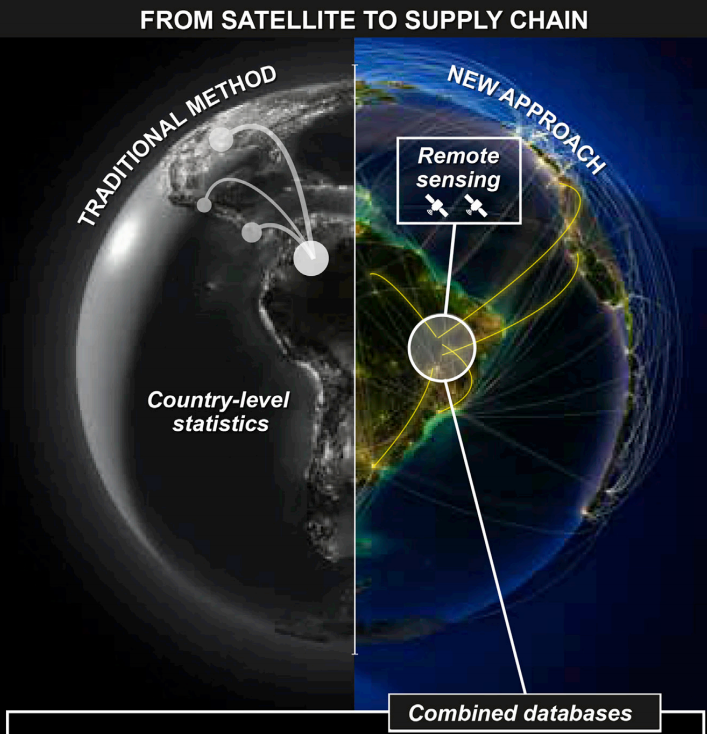 FROM SATELLITE TO SUPPLY CHAIN
TRADITIONAL METHOD
NEW APPROACH
Remote
sensing
Country-level
statistics
Combined databases